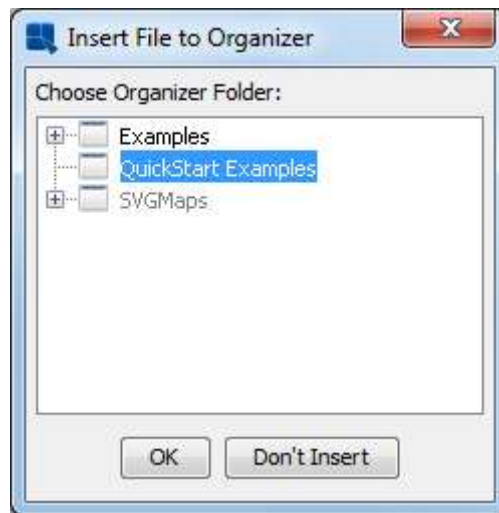 Insert File to Organizer
Choose Organizer Folder:
Examples
QuickStart Examples
SVGMaps
OK Don't Insert